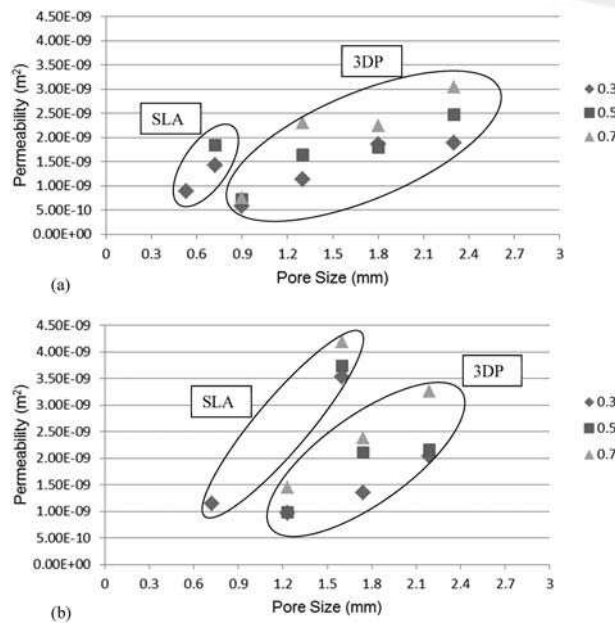 4.50E-09
4.00E-09
3.50E-09
3.00E-09
2.50E-09
2.00E-09
1.50E-09
1.00E-09
5.00E-10
0.00E+00
Permeability (m²)
SLA
3DP
0.3
0.5
0.7
0 0.3 0.6 0.9 1.2 1.5 1.8 2.1 2.4 2.7 3
Pore Size (mm)
(a)
4.50E-09
4.00E-09
3.50E-09
3.00E-09
2.50E-09
2.00E-09
1.50E-09
1.00E-09
5.00E-10
0.00E+00
Permeability (m²)
SLA
3DP
0.3
0.5
0.7
0 0.3 0.6 0.9 1.2 1.5 1.8 2.1 2.4 2.7 3
Pore Size (mm)
(b)